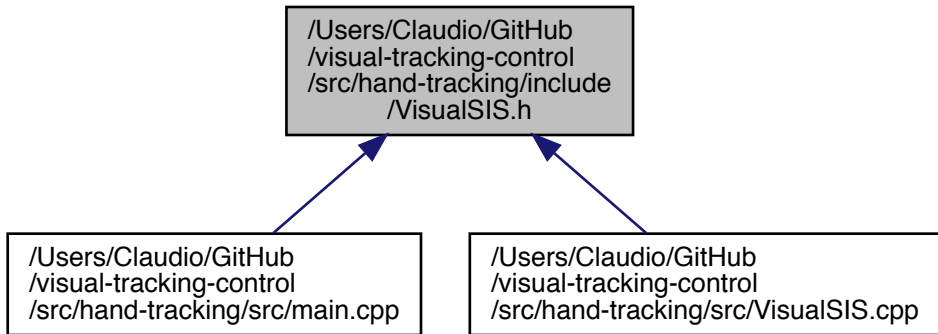 /Users/Claudio/GitHub
/visual-tracking-control
/src/hand-tracking/include
/VisualSIS.h
/Users/Claudio/GitHub
/visual-tracking-control
/src/hand-tracking/src/main.cpp
/Users/Claudio/GitHub
/visual-tracking-control
/src/hand-tracking/src/VisualSIS.cpp